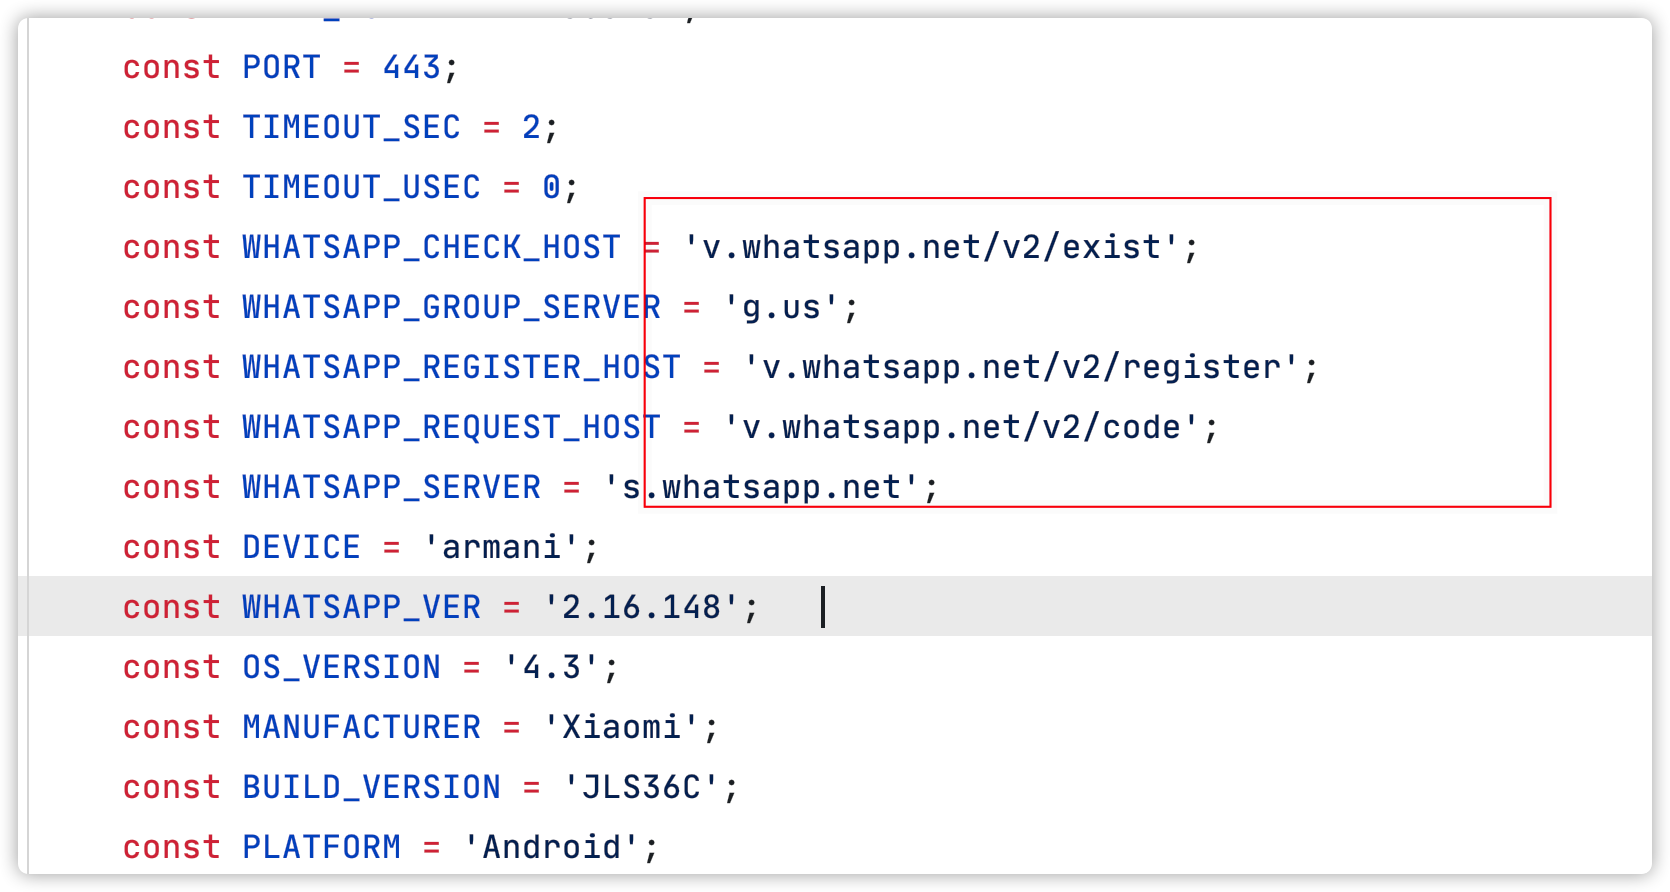 const PORT = 443;
const TIMEOUT_SEC = 2;
const TIMEOUT_USEC = 0;
const WHATSAPP_CHECK_HOST = 'v.whatsapp.net/v2/exist';
const WHATSAPP_GROUP_SERVER = 'g.us';
const WHATSAPP_REGISTER_HOST = 'v.whatsapp.net/v2/register';
const WHATSAPP_REQUEST_HOST = 'v.whatsapp.net/v2/code';
const WHATSAPP_SERVER = 's.whatsapp.net';
const DEVICE = 'armani';
const WHATSAPP_VER = '2.16.148';
const OS_VERSION = '4.3';
const MANUFACTURER = 'Xiaomi';
const BUILD_VERSION = 'JLS36C';
const PLATFORM = 'Android';